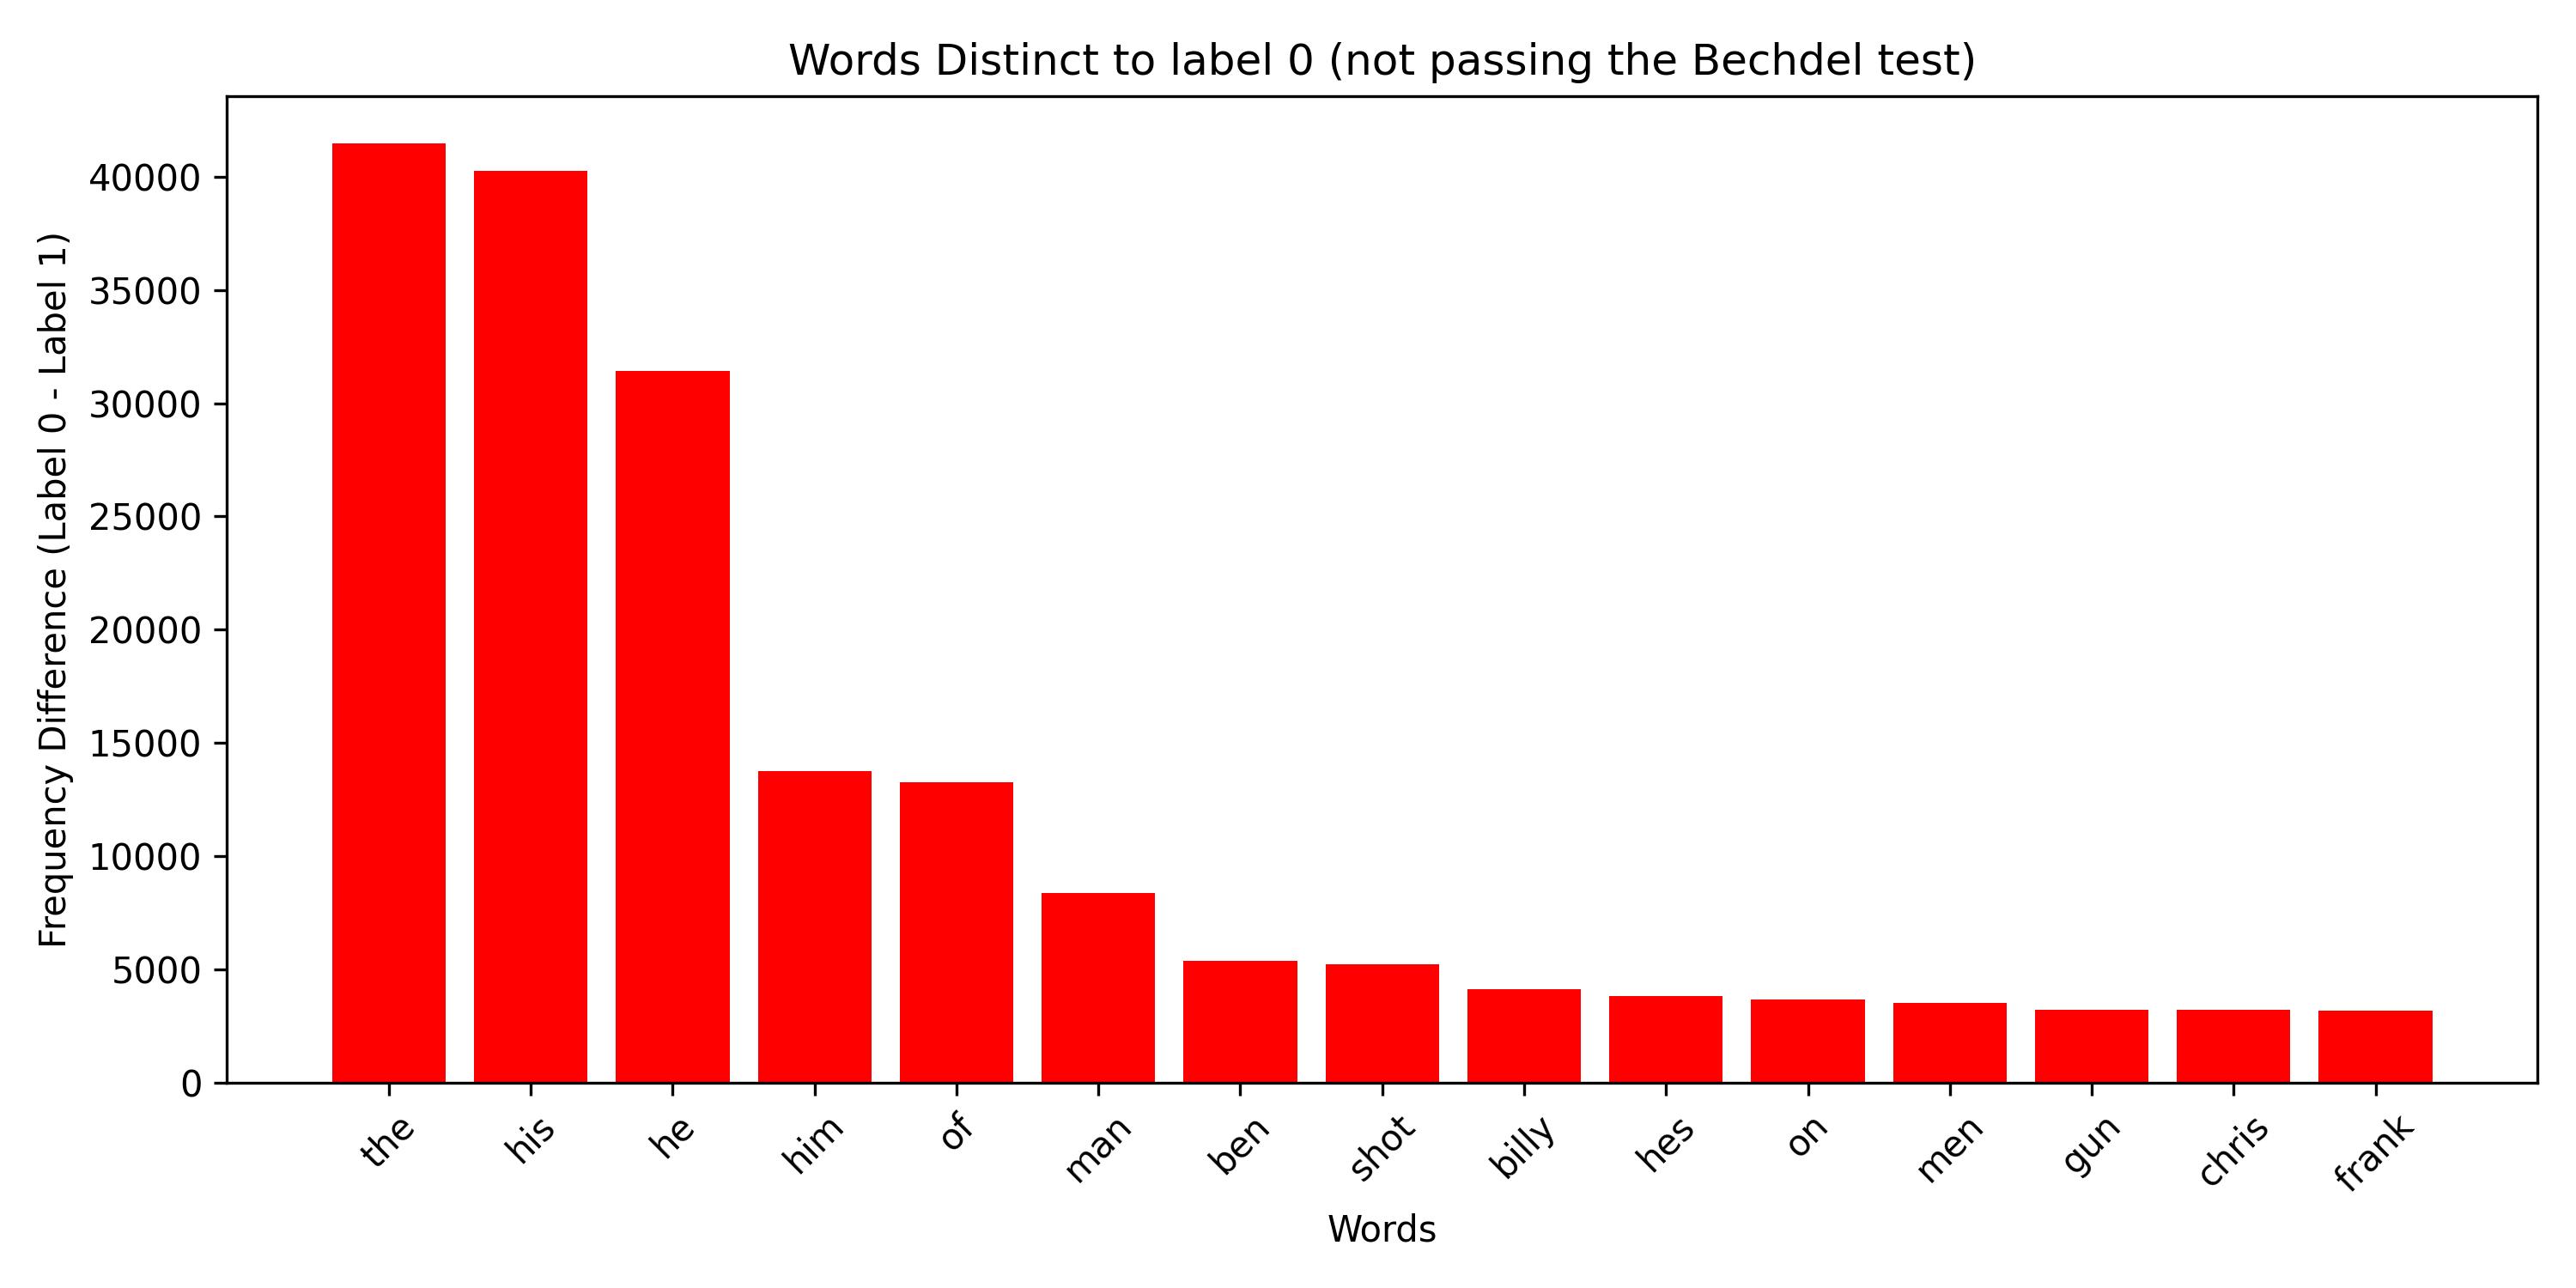 Words Distinct to label 0 (not passing the Bechdel test)
Frequency Difference (Label 0 - Label 1)
40000
35000
30000
25000
20000
15000
10000
5000
0
the
his
he
him
of
man
ben
shot
billy
hes
on
men
gun
chris
frank
Words